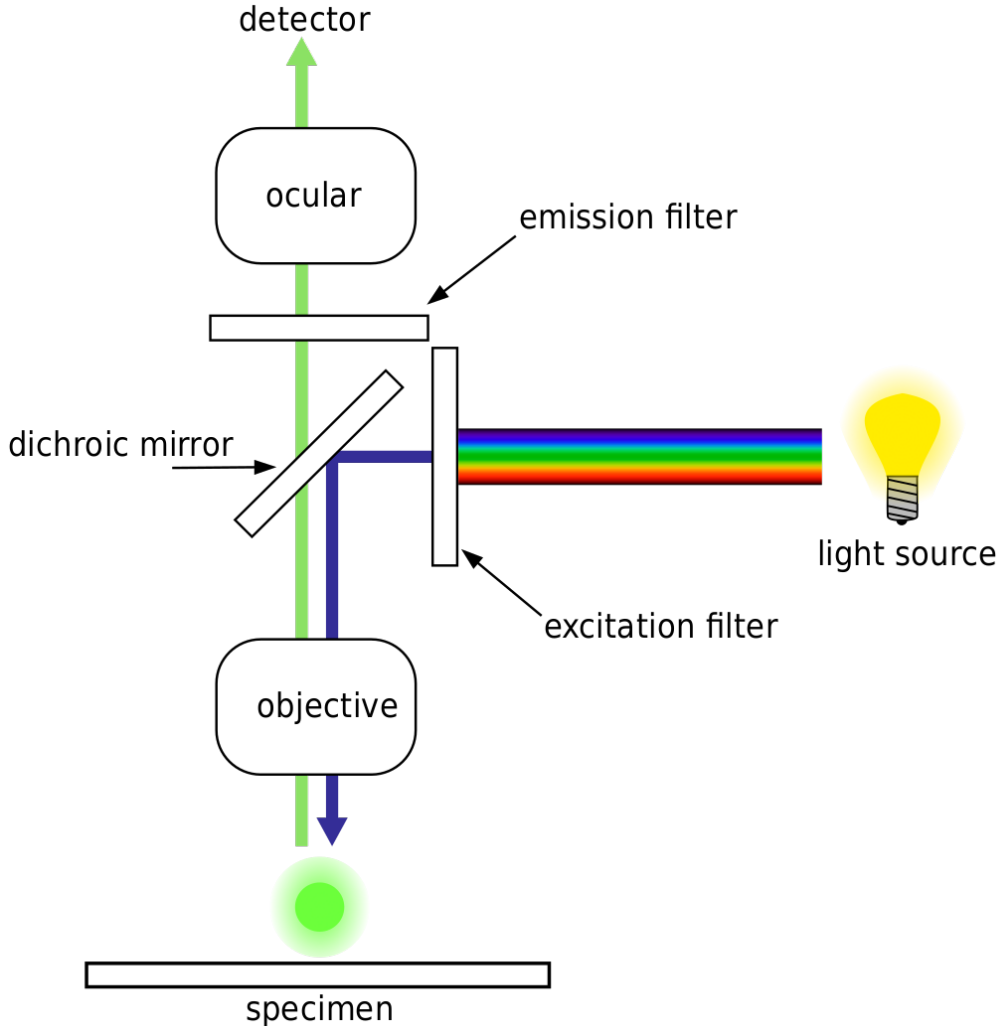 detector
ocular
emission filter
dichroic mirror
light source
excitation filter
objective
specimen